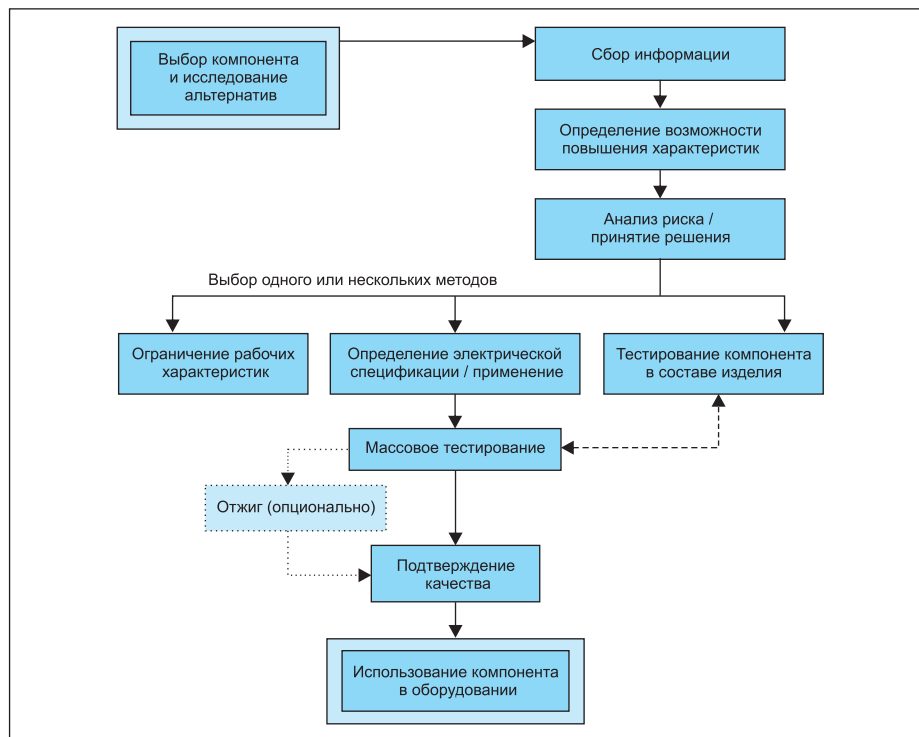 Выбор компонента
и исследование
альтернатив
Сбор информации
Определение возможности
повышения характеристик
Анализ риска /
принятие решения
Выбор одного или нескольких методов
Ограничение рабочих
характеристик
Определение электрической
спецификации / применение
Тестирование компонента
в составе изделия
Массовое тестирование
Отжиг (опционально)
Подтверждение
качества
Использование компонента
в оборудовании